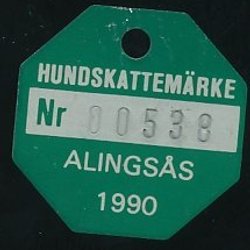 HUNDSKATTEMÄRKE
Nr 00538
ALINGSÅS
1990